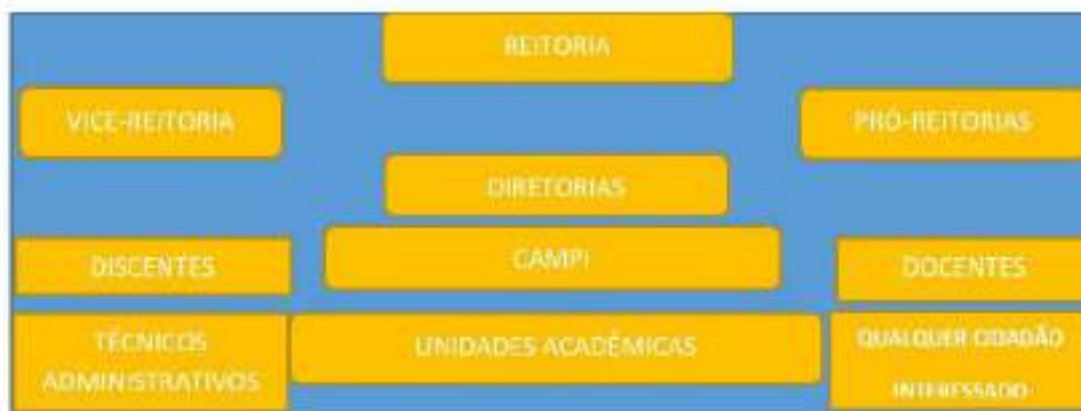 REITORIA
VICE-REITORIA
PRÓ-REITORIAS
DIRETORIAS
DISCENTES
CAMPI
DOCENTES
TÉCNICOS
ADMINISTRATIVOS
UNIDADES ACADÊMICAS
QUALQUER CIDADÃO
INTERESSADO